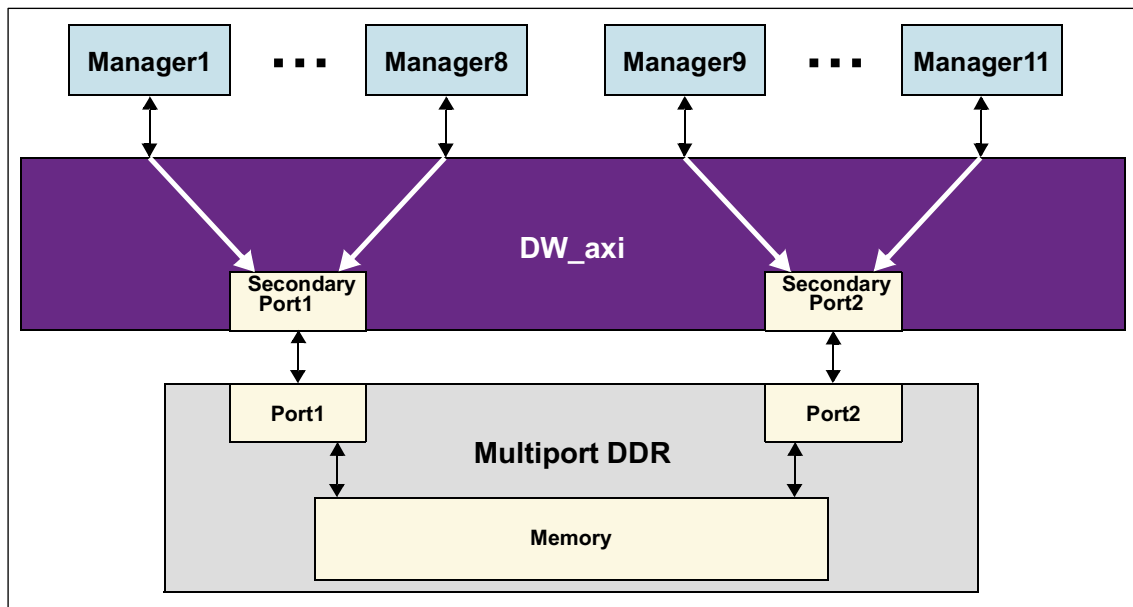 Manager1
Manager8
Manager9
Manager11
DW_axi
Secondary
Port1
Secondary
Port2
Port1
Port2
Multiport DDR
Memory